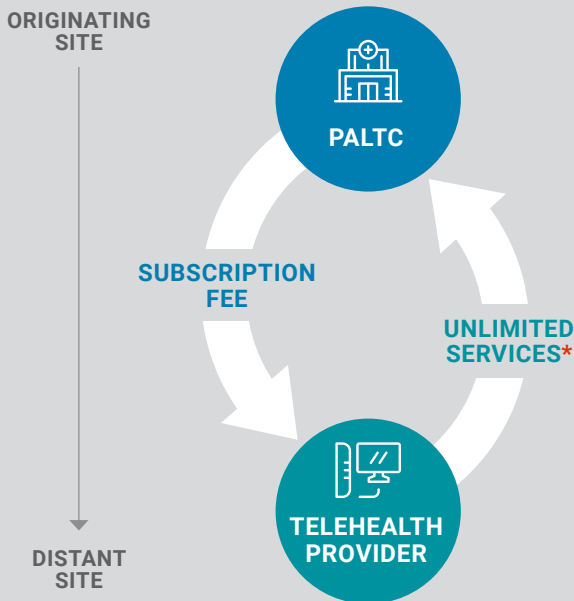 ORIGINATING
SITE
PALTC
SUBSCRIPTION
FEE
UNLIMITED
SERVICES*
TELEHEALTH
PROVIDER
DISTANT
SITE